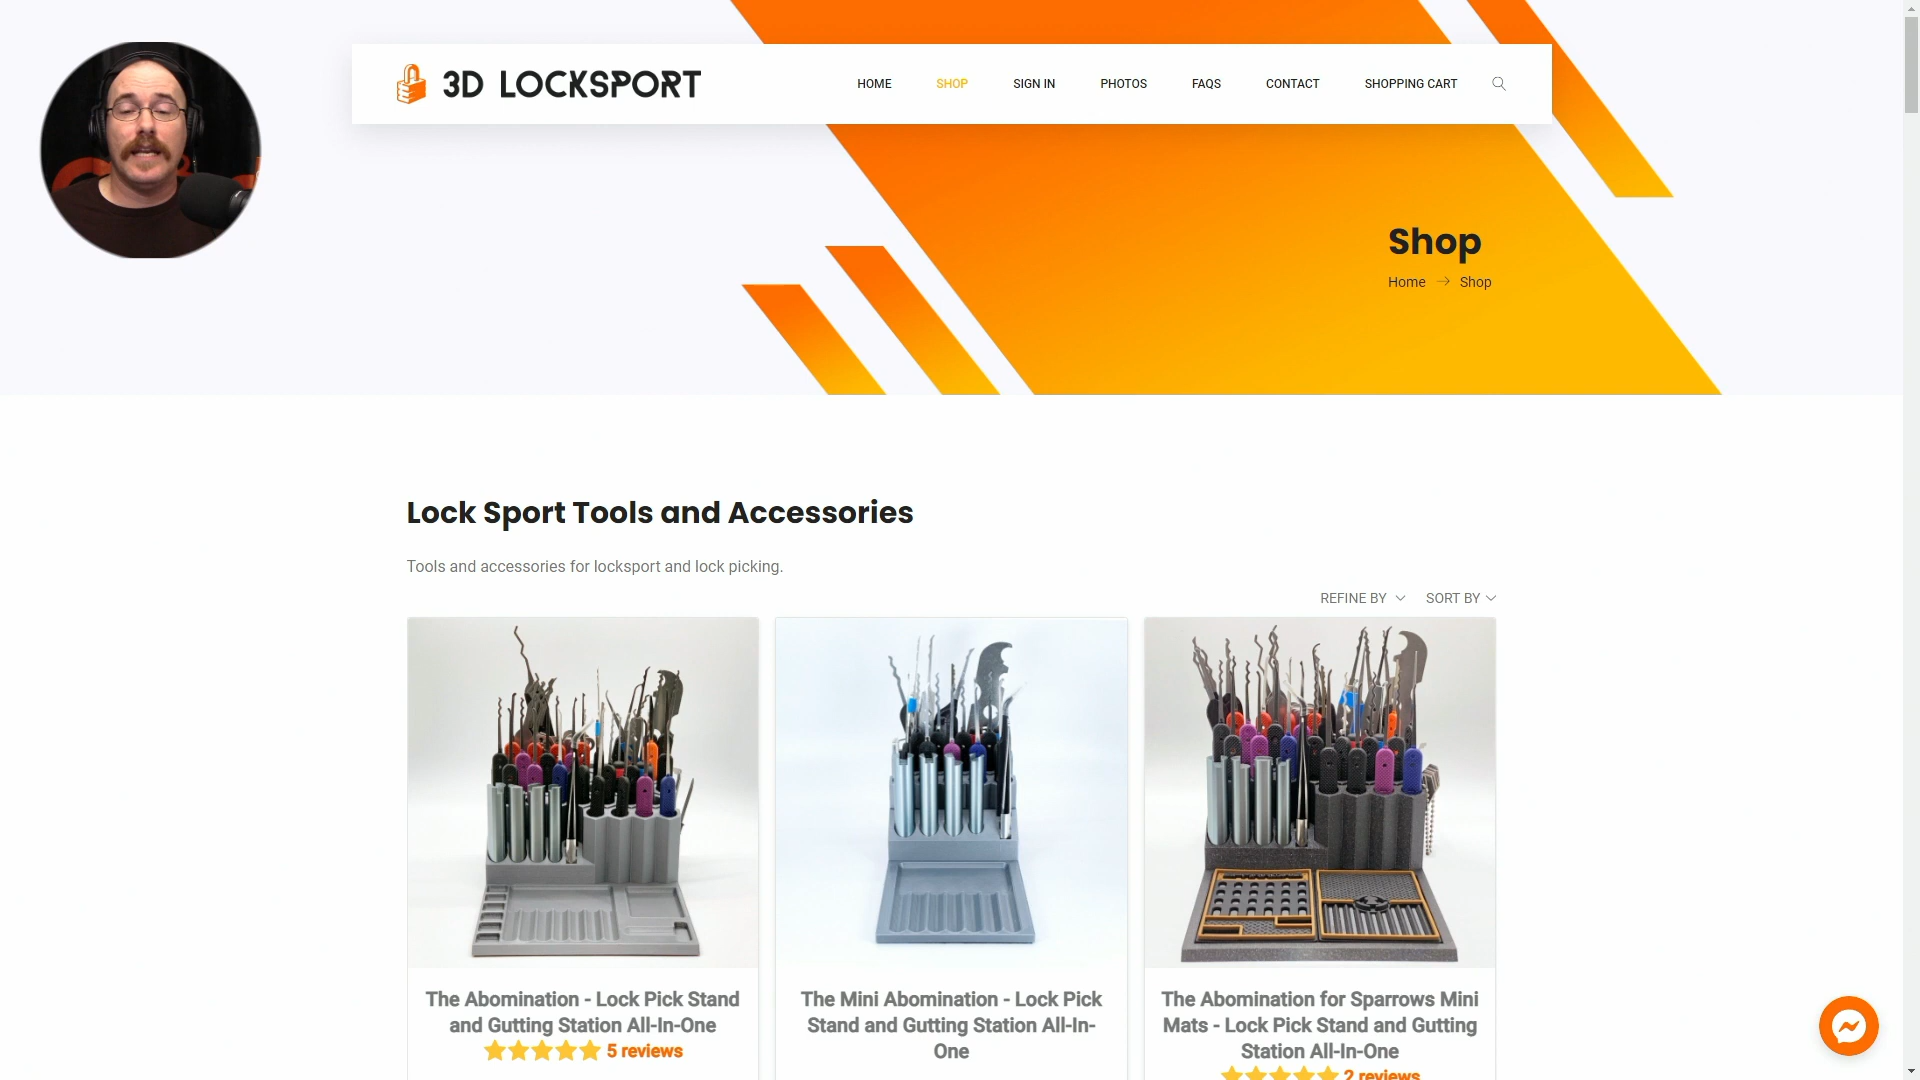 3D LOCKSPORT
HOME SHOP SIGN IN PHOTOS FAQS CONTACT SHOPPING CART
Shop
Home → Shop
Lock Sport Tools and Accessories
Tools and accessories for locksport and lock picking.
REFINE BY SORT BY
The Abomination - Lock Pick Stand
and Gutting Station All-In-One
5 reviews
The Mini Abomination - Lock Pick
Stand and Gutting Station All-In-
One
The Abomination for Sparrows Mini
Mats - Lock Pick Stand and Gutting
Station All-In-One
2 reviews